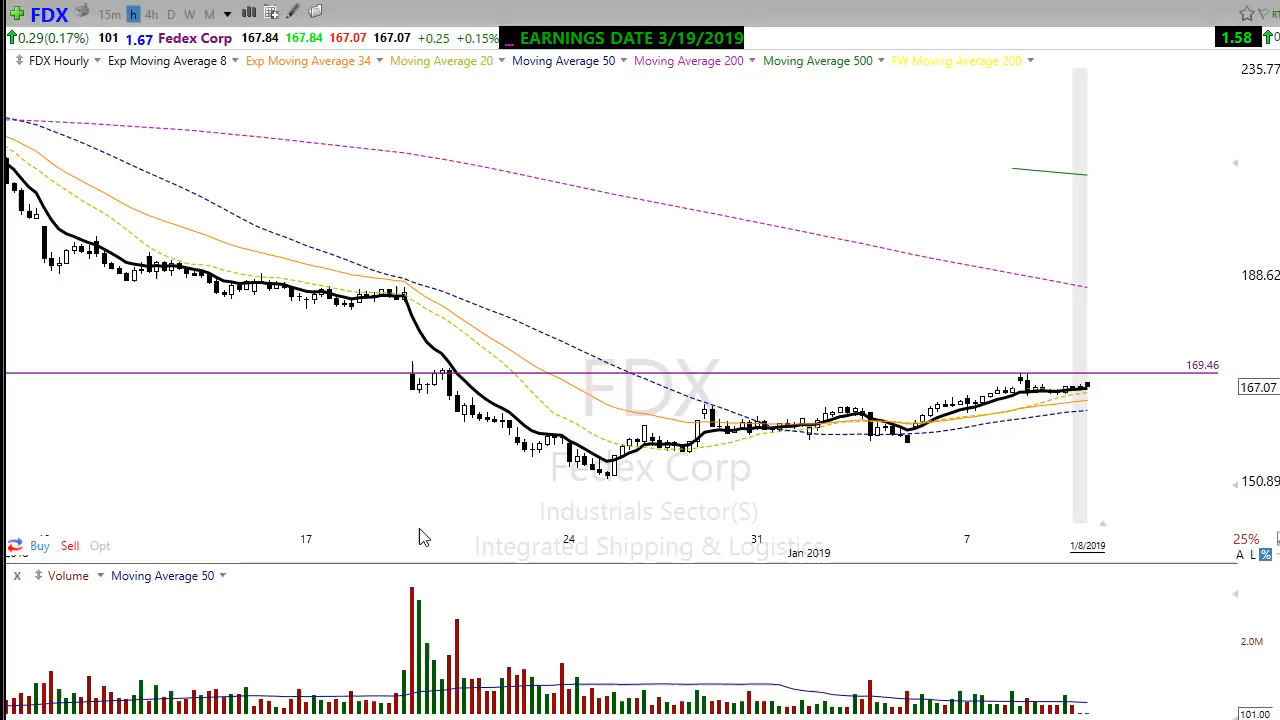 FDX 15m h 4h D W M
0.29(0.17%) 101 1.67 Fedex Corp 167.84 167.84 167.07 167.07 +0.25 +0.15% ... EARNINGS DATE 3/19/2019 1.58
FDX Hourly Exp Moving Average 8 Exp Moving Average 34 Moving Average 20 Moving Average 50 Moving Average 200 Moving Average 500 FW Moving Average 200
235.77
188.62
169.46
167.07
FDX
Fedex Corp
150.89
Industrials Sector(S)
Integrated Shipping & Logistics
17 24 31 7
25%
Buy Sell Opt
Jan 2019 1/8/2019
A L %
x Volume Moving Average 50
2.0M
101.00